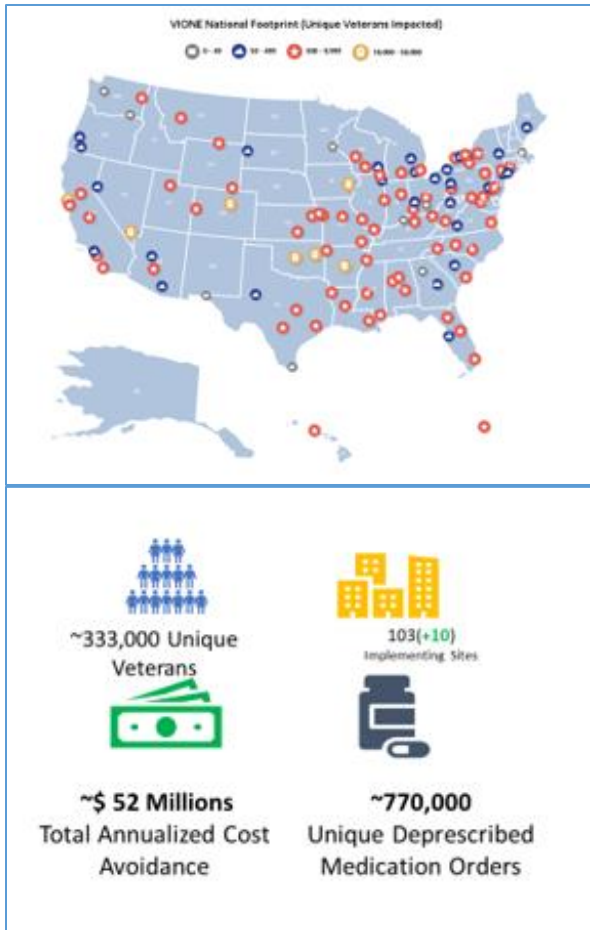 VIONE National Footprint (Unique Veterans Impacted)
~333,000 Unique
Veterans
103(+10)
Implementing Sites
~$ 52 Millions
Total Annualized Cost
Avoidance
~770,000
Unique Deprescribed
Medication Orders